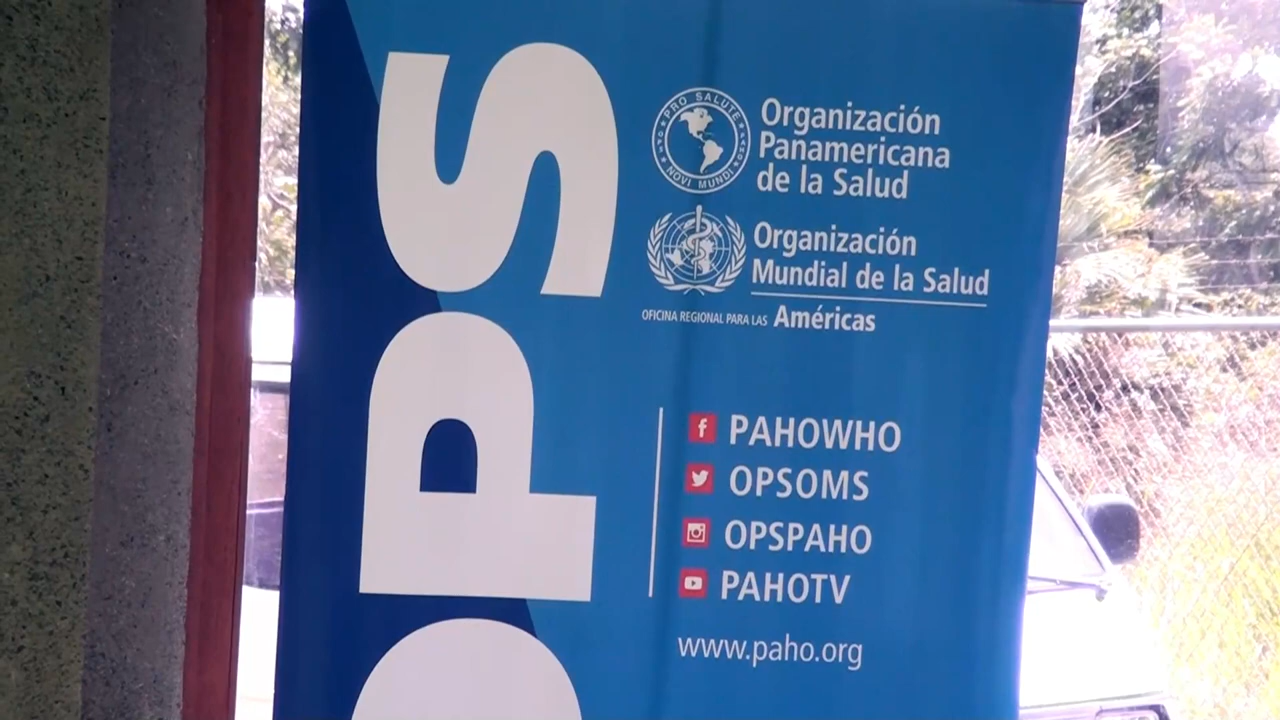 OPS
PRO SALUTE
NOVI MUNDI
Organización
Panamericana
de la Salud
Organización
Mundial de la Salud
OFICINA REGIONAL PARA LAS Américas
PAHOWHO
OPSOMS
OPSPAHO
PAHOTV
www.paho.org